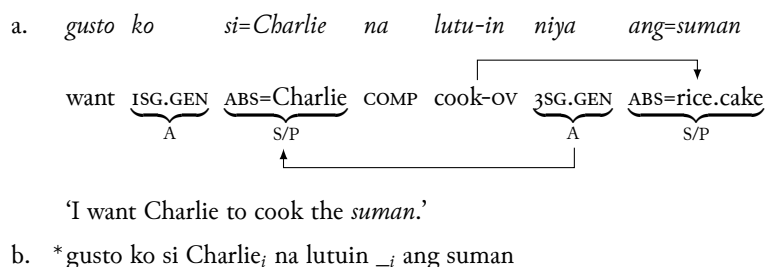 a. gusto ko si=Charlie na lutu-in niya ang=suman
want 1SG.GEN ABS=Charlie COMP cook-OV 3SG.GEN ABS=rice.cake
A S/P A S/P
‘I want Charlie to cook the suman.’
b. *gusto ko si Charlieᵢ na lutuin _ᵢ ang suman